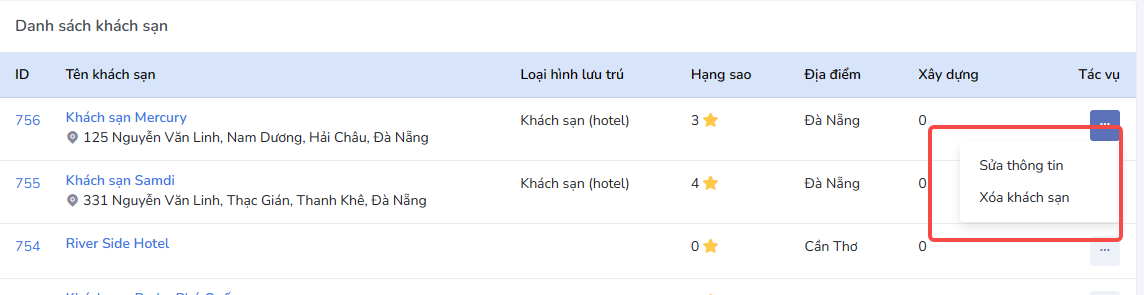 Danh sách khách sạn
ID Tên khách sạn Loại hình lưu trú Hạng sao Địa điểm Xây dựng Tác vụ
756 Khách sạn Mercury Khách sạn (hotel) 3 Đà Nẵng 0 ...
125 Nguyễn Văn Linh, Nam Dương, Hải Châu, Đà Nẵng
Sửa thông tin
755 Khách sạn Samdi Khách sạn (hotel) 4 Đà Nẵng 0
331 Nguyễn Văn Linh, Thạc Gián, Thanh Khê, Đà Nẵng
Xóa khách sạn
754 River Side Hotel 0 Cần Thơ 0 ...